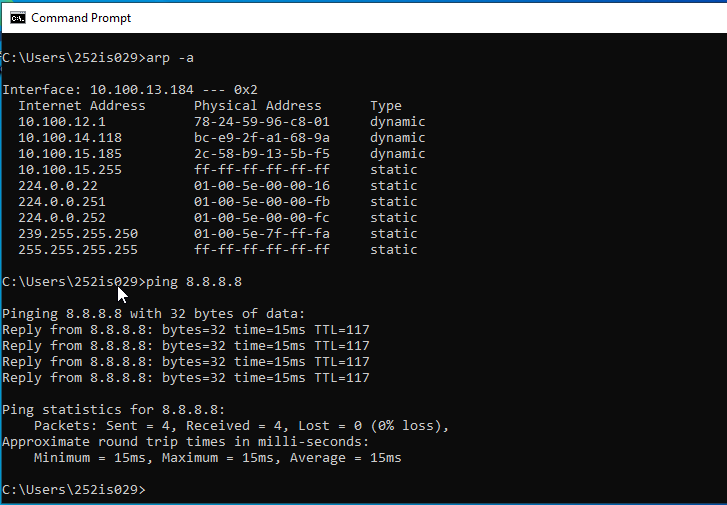 Command Prompt
C:\Users\252is029>arp -a
Interface: 10.100.13.184 --- 0x2
  Internet Address      Physical Address      Type
  10.100.12.1           78-24-59-96-c8-01     dynamic
  10.100.14.118         bc-e9-2f-a1-68-9a     dynamic
  10.100.15.185         2c-58-b9-13-5b-f5     dynamic
  10.100.15.255         ff-ff-ff-ff-ff-ff     static
  224.0.0.22            01-00-5e-00-00-16     static
  224.0.0.251           01-00-5e-00-00-fb     static
  224.0.0.252           01-00-5e-00-00-fc     static
  239.255.255.250       01-00-5e-7f-ff-fa     static
  255.255.255.255       ff-ff-ff-ff-ff-ff     static
C:\Users\252is029>ping 8.8.8.8
Pinging 8.8.8.8 with 32 bytes of data:
Reply from 8.8.8.8: bytes=32 time=15ms TTL=117
Reply from 8.8.8.8: bytes=32 time=15ms TTL=117
Reply from 8.8.8.8: bytes=32 time=15ms TTL=117
Reply from 8.8.8.8: bytes=32 time=15ms TTL=117
Ping statistics for 8.8.8.8:
    Packets: Sent = 4, Received = 4, Lost = 0 (0% loss),
Approximate round trip times in milli-seconds:
    Minimum = 15ms, Maximum = 15ms, Average = 15ms
C:\Users\252is029>